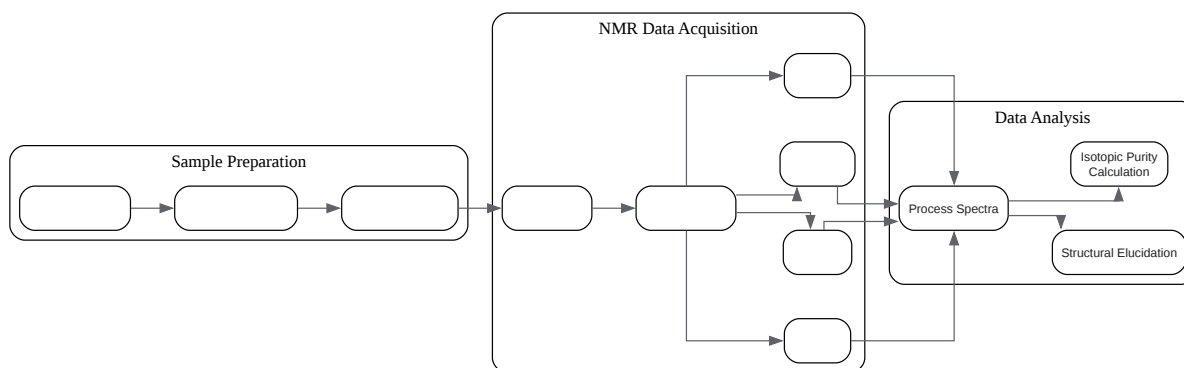 NMR Data Acquisition
Sample Preparation
Data Analysis
Isotopic Purity
Calculation
Process Spectra
Structural Elucidation